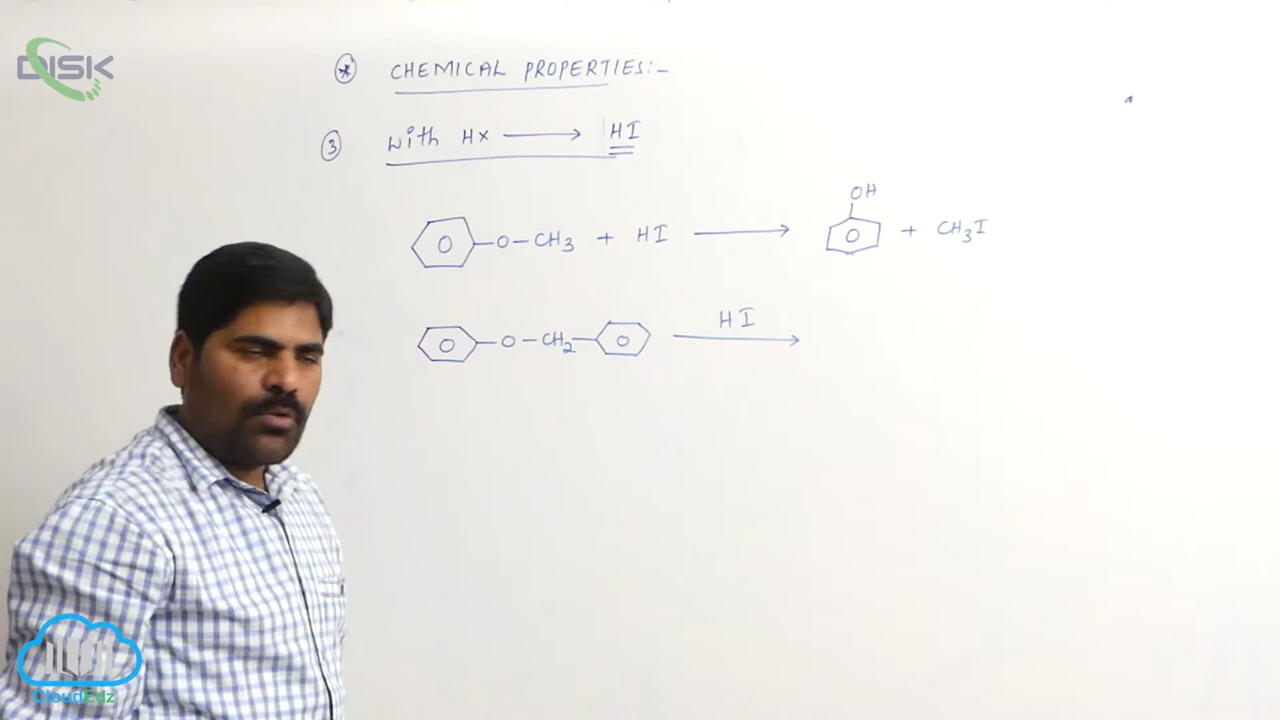 DISK
* CHEMICAL PROPERTIES:-
3 with HX ⟶ HI
O-CH3 + HI ⟶ OH + CH3I
O-CH2 HI ⟶
CloudEdz